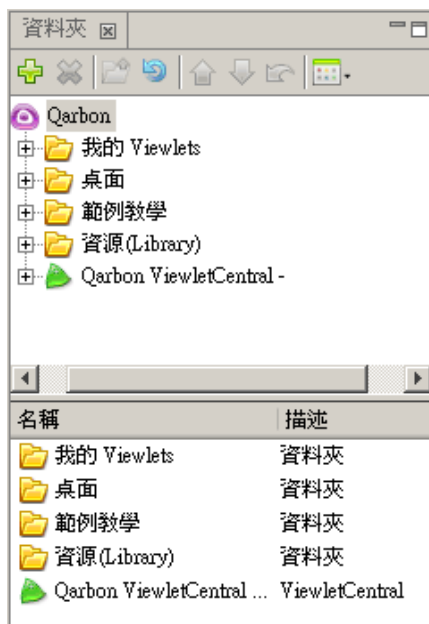 資料夾
Qarbon
我的 Viewlets
桌面
範例教學
資源(Library)
Qarbon ViewletCentral -
名稱 描述
我的 Viewlets 資料夾
桌面 資料夾
範例教學 資料夾
資源(Library) 資料夾
Qarbon ViewletCentral ... ViewletCentral